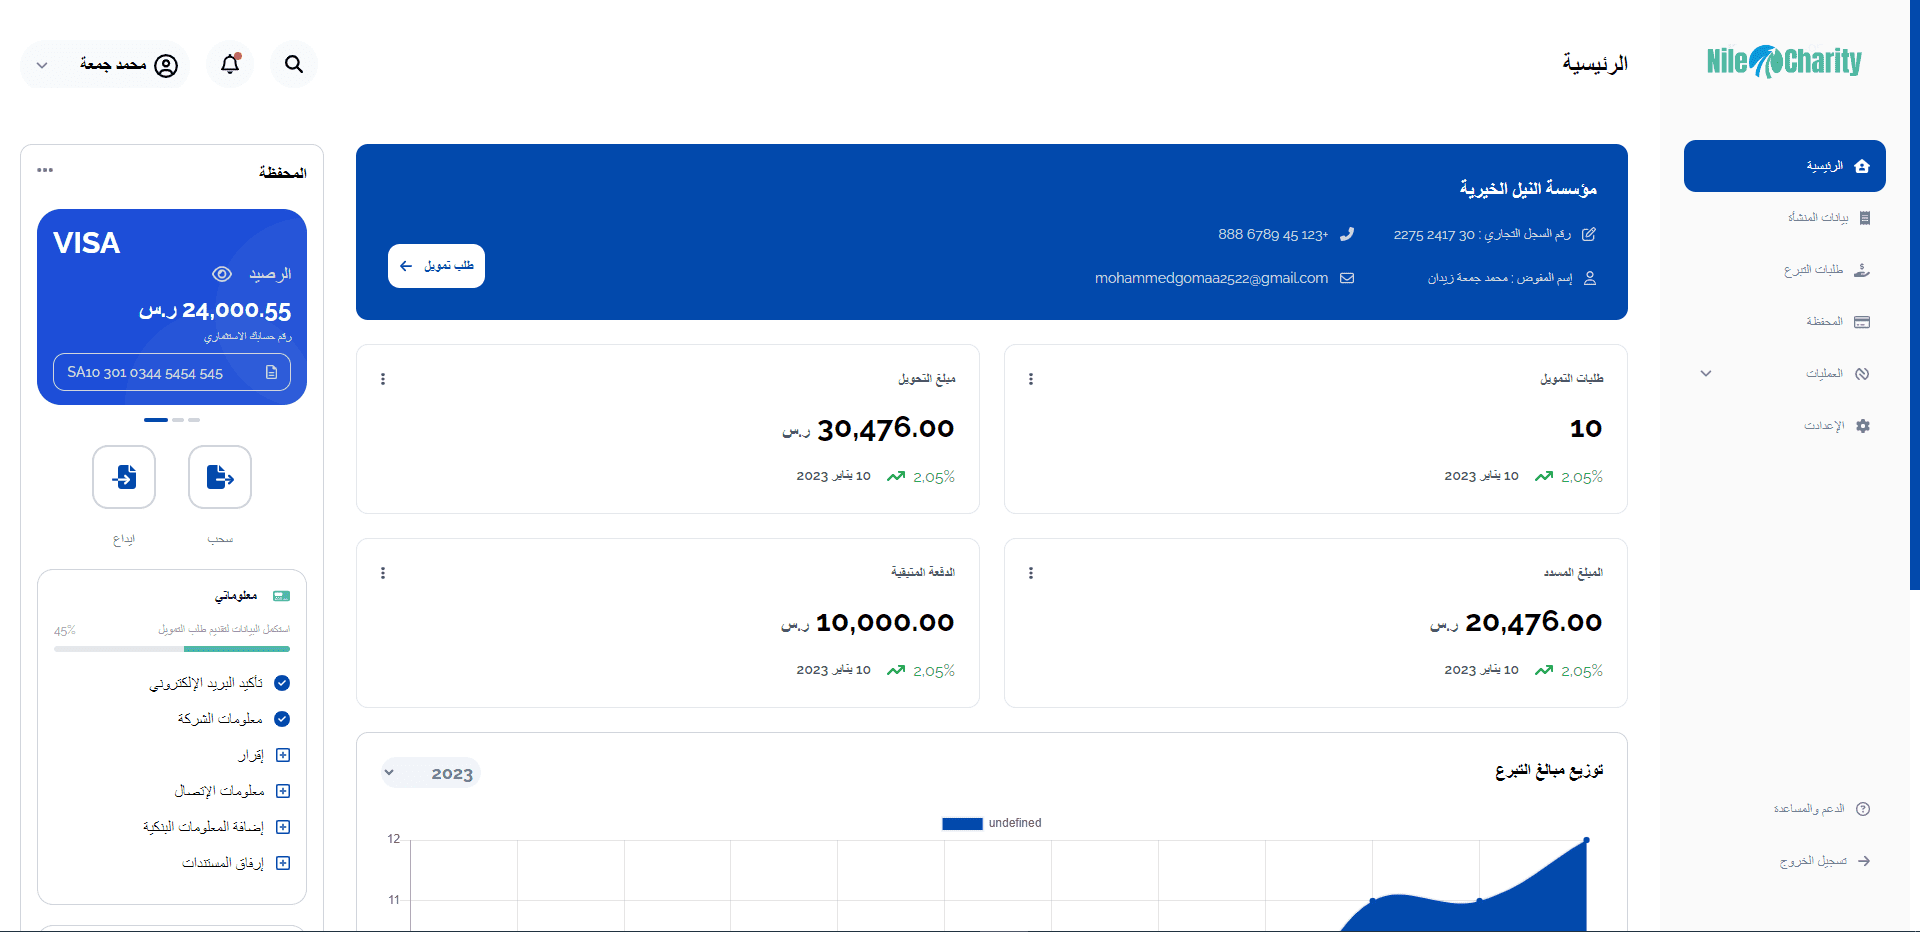 Nile Charity
الرئيسية
بيانات المنشأة
طلبات التبرع
المحفظة
العمليات
الإعدادت
الدعم والمساعدة
تسجيل الخروج
الرئيسية
محمد جمعة
مؤسسة النيل الخيرية
رقم السجل التجاري : 30 2417 2275
+123 45 6789 888
إسم المفوض : محمد جمعة زيدان
mohammedgomaa2522@gmail.com
طلب تمويل
طلبات التمويل
10
2,05%
10 يناير 2023
مبلغ التحويل
30,476.00 ر.س
2,05%
10 يناير 2023
المبلغ المسدد
20,476.00 ر.س
2,05%
10 يناير 2023
الدفعة المتبقية
10,000.00 ر.س
2,05%
10 يناير 2023
توزيع مبالغ التبرع
2023
undefined
12
11
المحفظة
VISA
الرصيد
24,000.55 ر.س
رقم حسابك الاستثماري
SA10 301 0344 5454 545
سحب
ايداع
معلوماتي
استكمل البيانات لتقديم طلب التمويل
45%
تأكيد البريد الإلكتروني
معلومات الشركة
إقرار
معلومات الإتصال
إضافة المعلومات البنكية
إرفاق المستندات